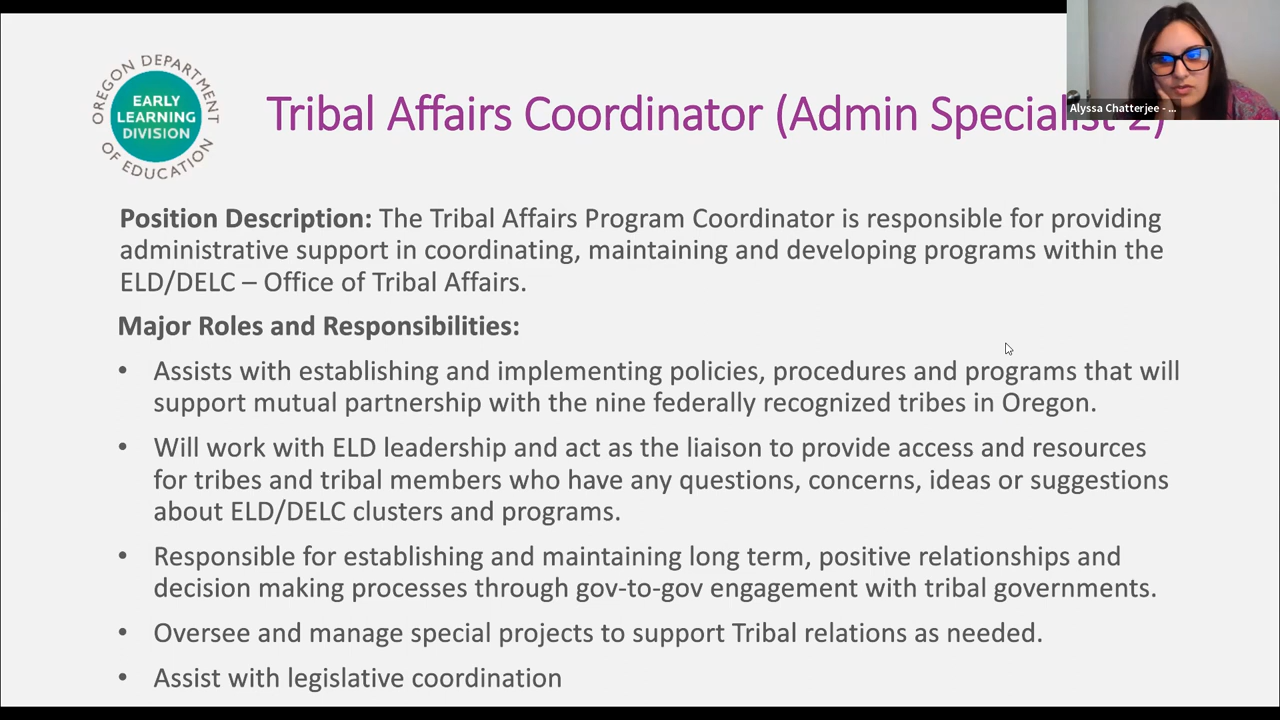 OREGON DEPARTMENT
EARLY
LEARNING
DIVISION
OF EDUCATION
Tribal Affairs Coordinator (Admin Specialist 2)
Alyssa Chatterjee - ...
Position Description: The Tribal Affairs Program Coordinator is responsible for providing
administrative support in coordinating, maintaining and developing programs within the
ELD/DELC – Office of Tribal Affairs.
Major Roles and Responsibilities:
• Assists with establishing and implementing policies, procedures and programs that will
support mutual partnership with the nine federally recognized tribes in Oregon.
• Will work with ELD leadership and act as the liaison to provide access and resources
for tribes and tribal members who have any questions, concerns, ideas or suggestions
about ELD/DELC clusters and programs.
• Responsible for establishing and maintaining long term, positive relationships and
decision making processes through gov-to-gov engagement with tribal governments.
• Oversee and manage special projects to support Tribal relations as needed.
• Assist with legislative coordination